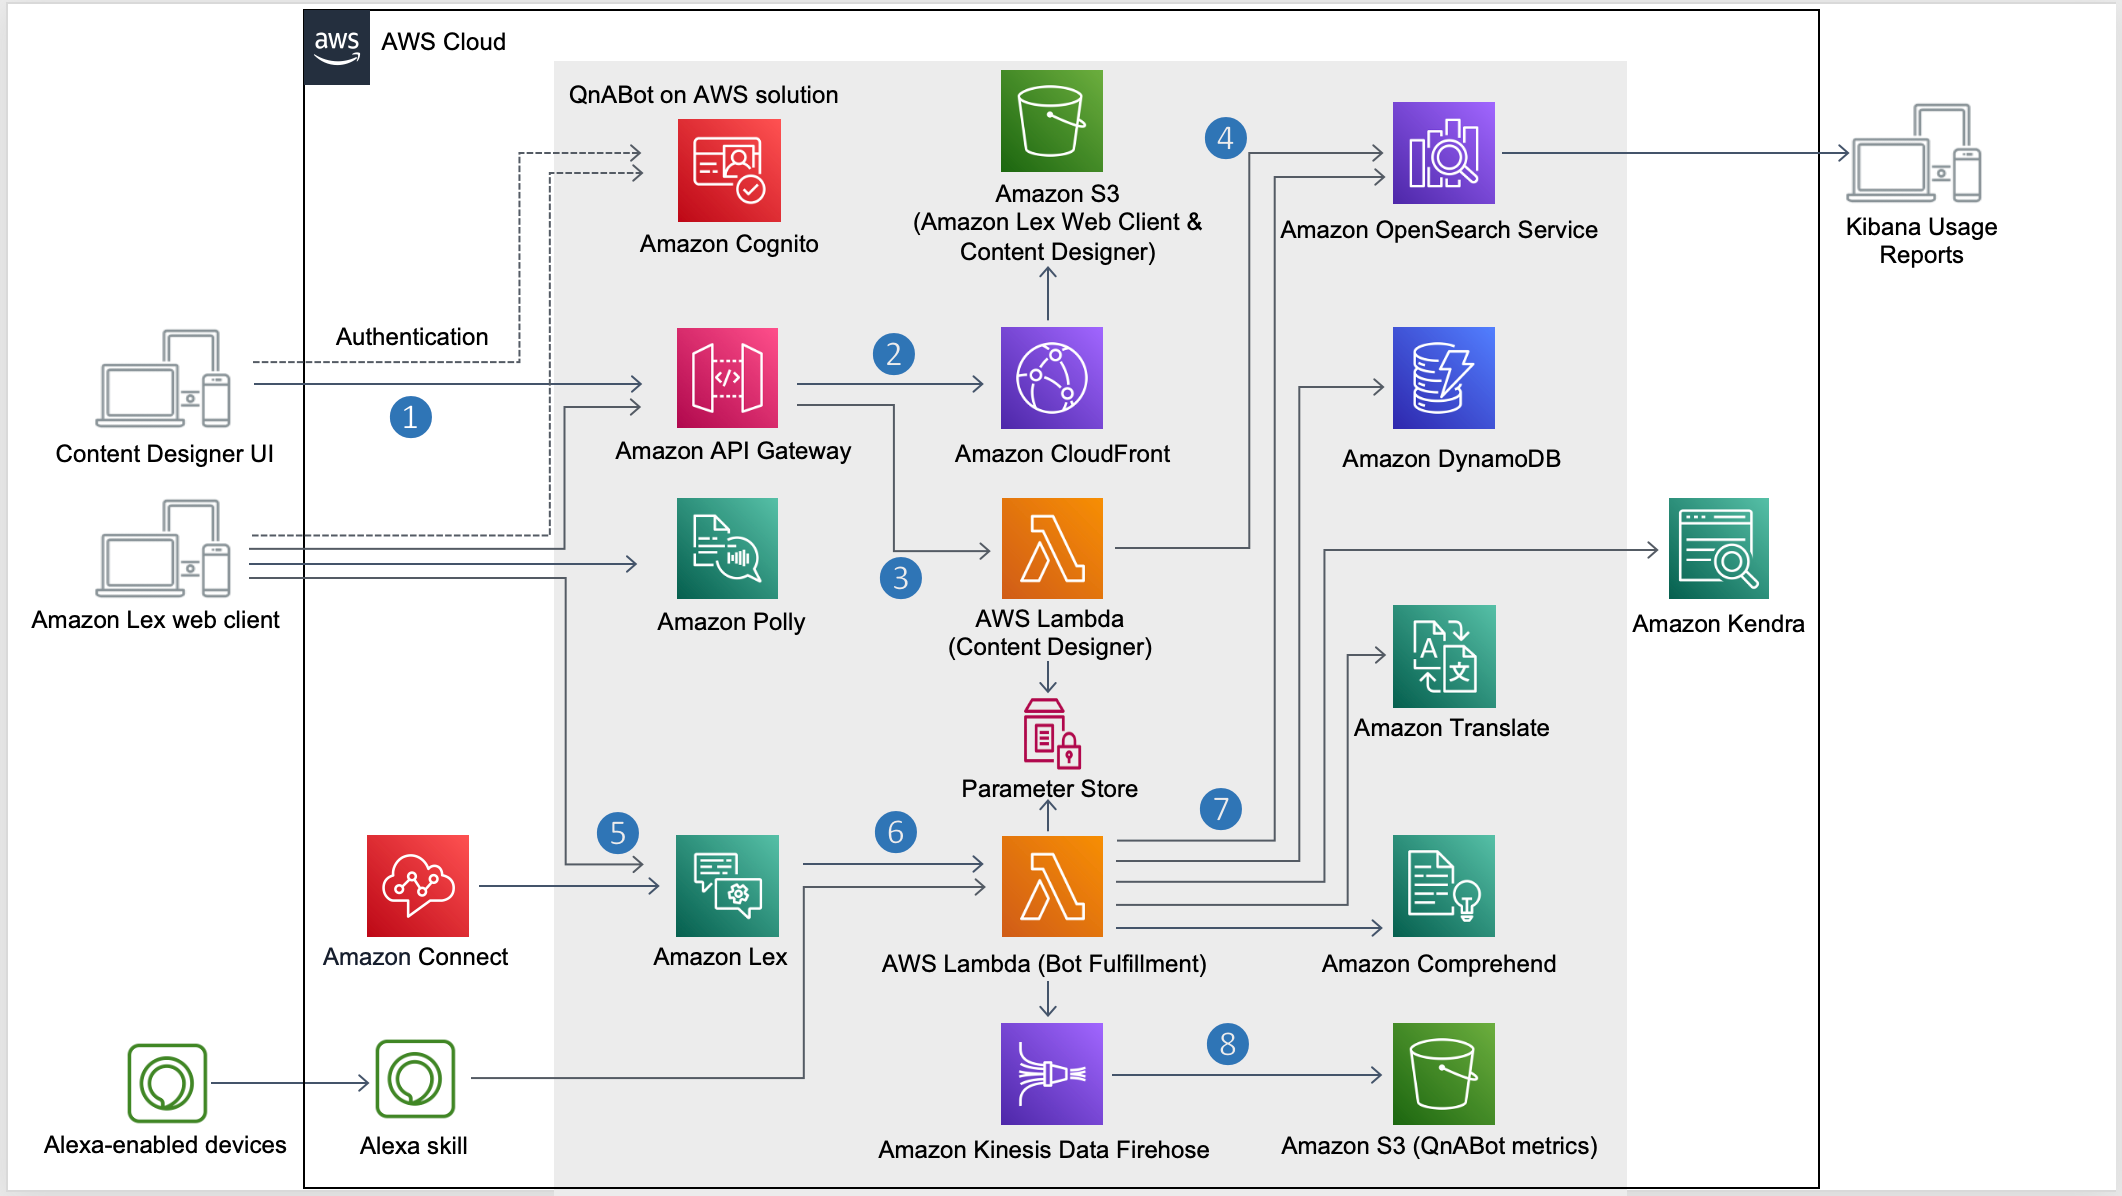 aws
AWS Cloud
QnABot on AWS solution
Amazon Cognito
Amazon S3
(Amazon Lex Web Client &
Content Designer)
4
Amazon OpenSearch Service
Kibana Usage
Reports
Authentication
1
Content Designer UI
</>
Amazon API Gateway
2
Amazon CloudFront
Amazon DynamoDB
Amazon Lex web client
Amazon Polly
3
AWS Lambda
(Content Designer)
Amazon Kendra
A
文
Amazon Translate
Parameter Store
5
6
7
Amazon Connect
Amazon Lex
AWS Lambda (Bot Fulfillment)
Amazon Comprehend
8
Alexa-enabled devices
Alexa skill
Amazon Kinesis Data Firehose
Amazon S3 (QnABot metrics)